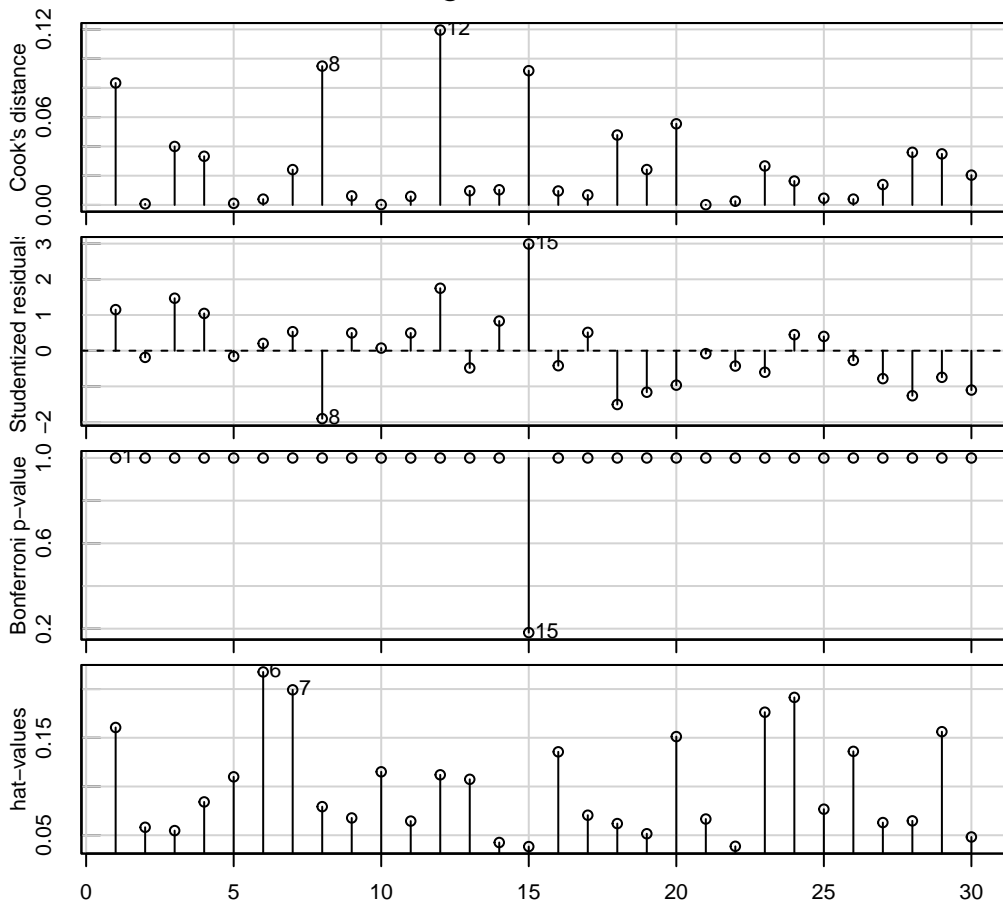 Cook's distance
0.00 0.06 0.12
8
12
Studentized residuals
−2 0 1 2 3
8
15
Bonferroni p−value
0.2 0.6 1.0
1
15
hat−values
0.05 0.15
6
7
0 5 10 15 20 25 30